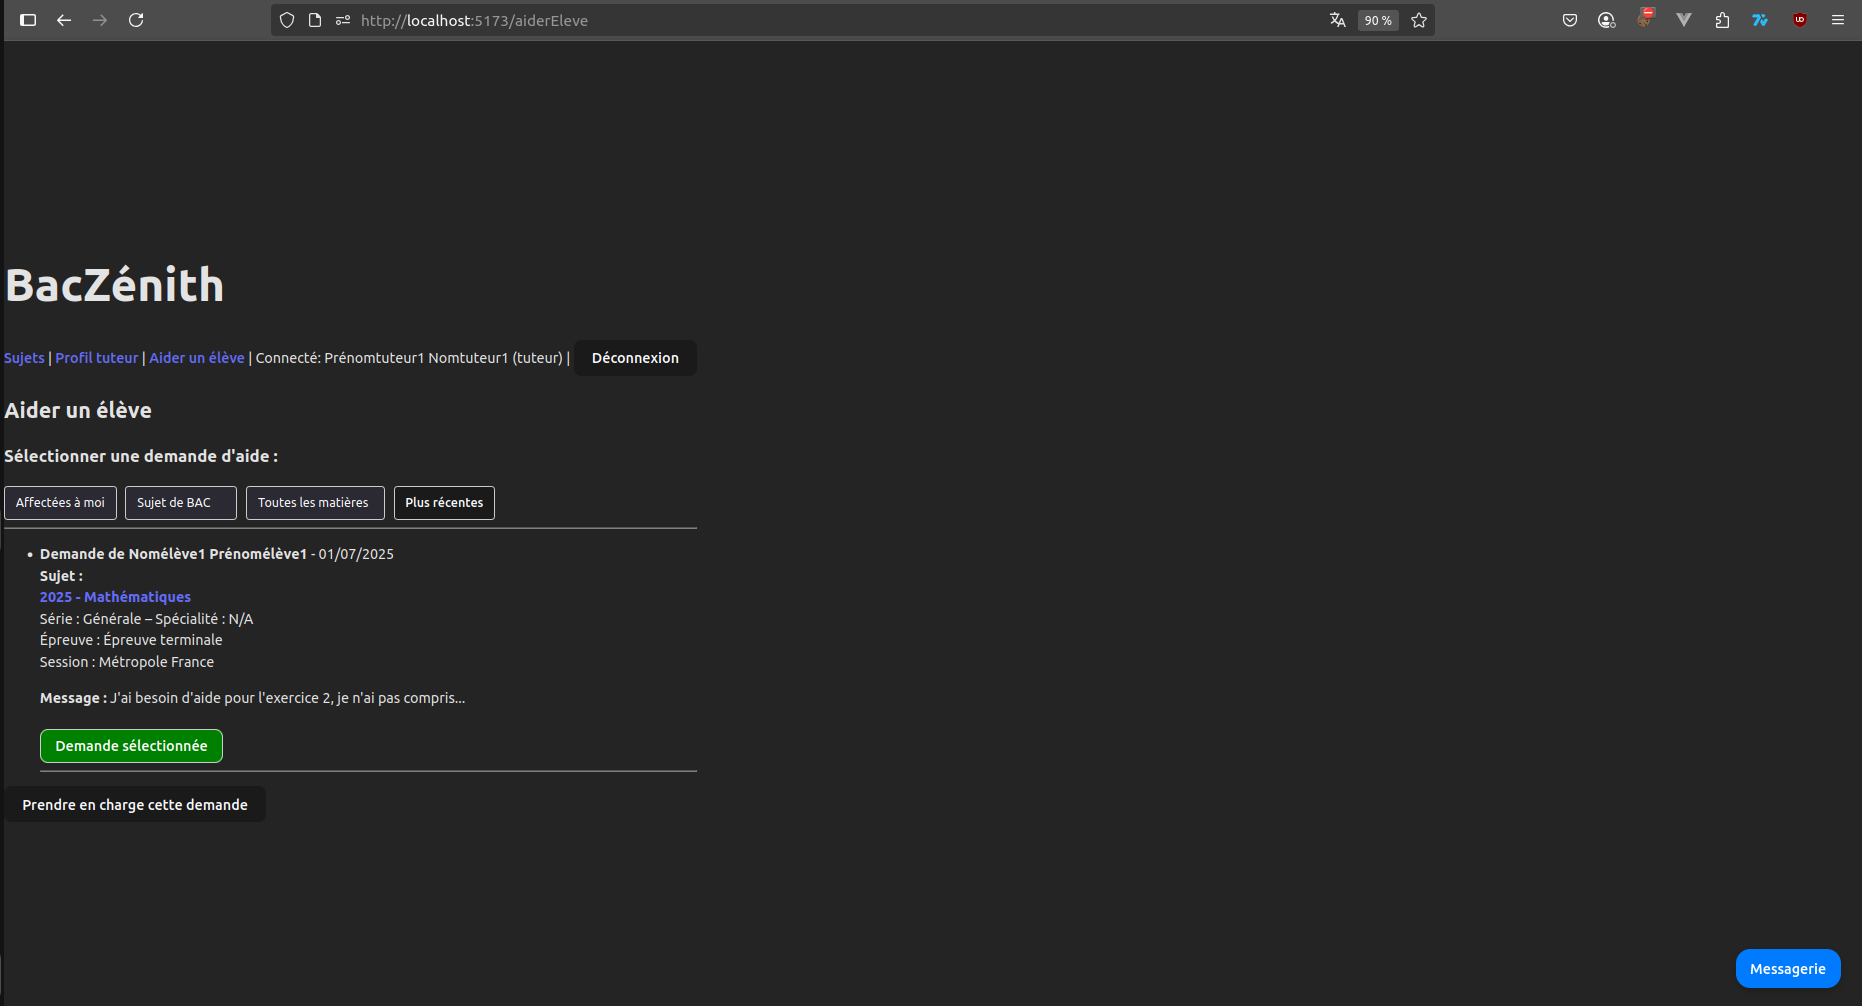 http://localhost:5173/aiderEleve
90 %
BacZénith
Sujets | Profil tuteur | Aider un élève | Connecté: Prénomtuteur1 Nomtuteur1 (tuteur) | Déconnexion
Aider un élève
Sélectionner une demande d'aide :
Affectées à moi Sujet de BAC Toutes les matières Plus récentes
• Demande de Nomélève1 Prénomélève1 - 01/07/2025
Sujet :
2025 - Mathématiques
Série : Générale – Spécialité : N/A
Épreuve : Épreuve terminale
Session : Métropole France
Message : J'ai besoin d'aide pour l'exercice 2, je n'ai pas compris...
Demande sélectionnée
Prendre en charge cette demande
Messagerie